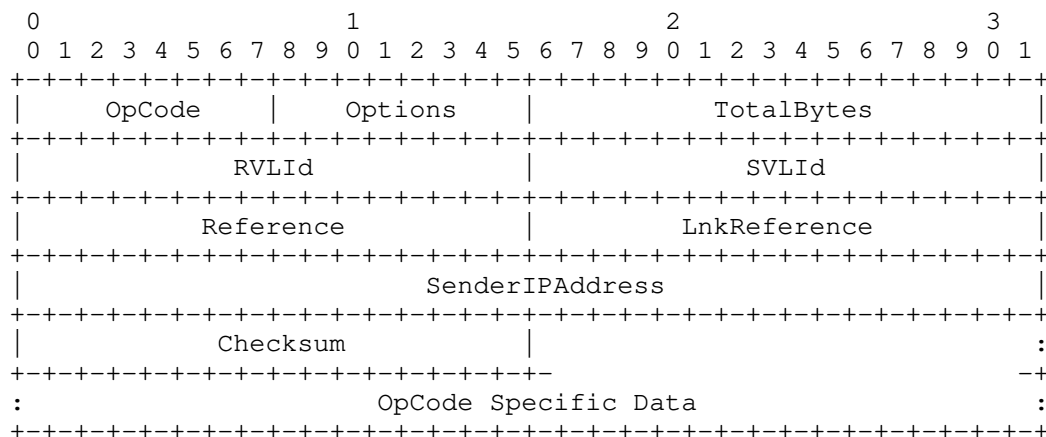 0                   1                   2                   3
 0 1 2 3 4 5 6 7 8 9 0 1 2 3 4 5 6 7 8 9 0 1 2 3 4 5 6 7 8 9 0 1
+-+-+-+-+-+-+-+-+-+-+-+-+-+-+-+-+-+-+-+-+-+-+-+-+-+-+-+-+-+-+-+-+
|     OpCode    |    Options    |           TotalBytes          |
+-+-+-+-+-+-+-+-+-+-+-+-+-+-+-+-+-+-+-+-+-+-+-+-+-+-+-+-+-+-+-+-+
|             RVLId             |             SVLId             |
+-+-+-+-+-+-+-+-+-+-+-+-+-+-+-+-+-+-+-+-+-+-+-+-+-+-+-+-+-+-+-+-+
|           Reference           |         LnkReference          |
+-+-+-+-+-+-+-+-+-+-+-+-+-+-+-+-+-+-+-+-+-+-+-+-+-+-+-+-+-+-+-+-+
|                         SenderIPAddress                       |
+-+-+-+-+-+-+-+-+-+-+-+-+-+-+-+-+-+-+-+-+-+-+-+-+-+-+-+-+-+-+-+-+
|            Checksum           |                               :
+-+-+-+-+-+-+-+-+-+-+-+-+-+-+-+-+-                             -+
:                      OpCode Specific Data                     :
+-+-+-+-+-+-+-+-+-+-+-+-+-+-+-+-+-+-+-+-+-+-+-+-+-+-+-+-+-+-+-+-+